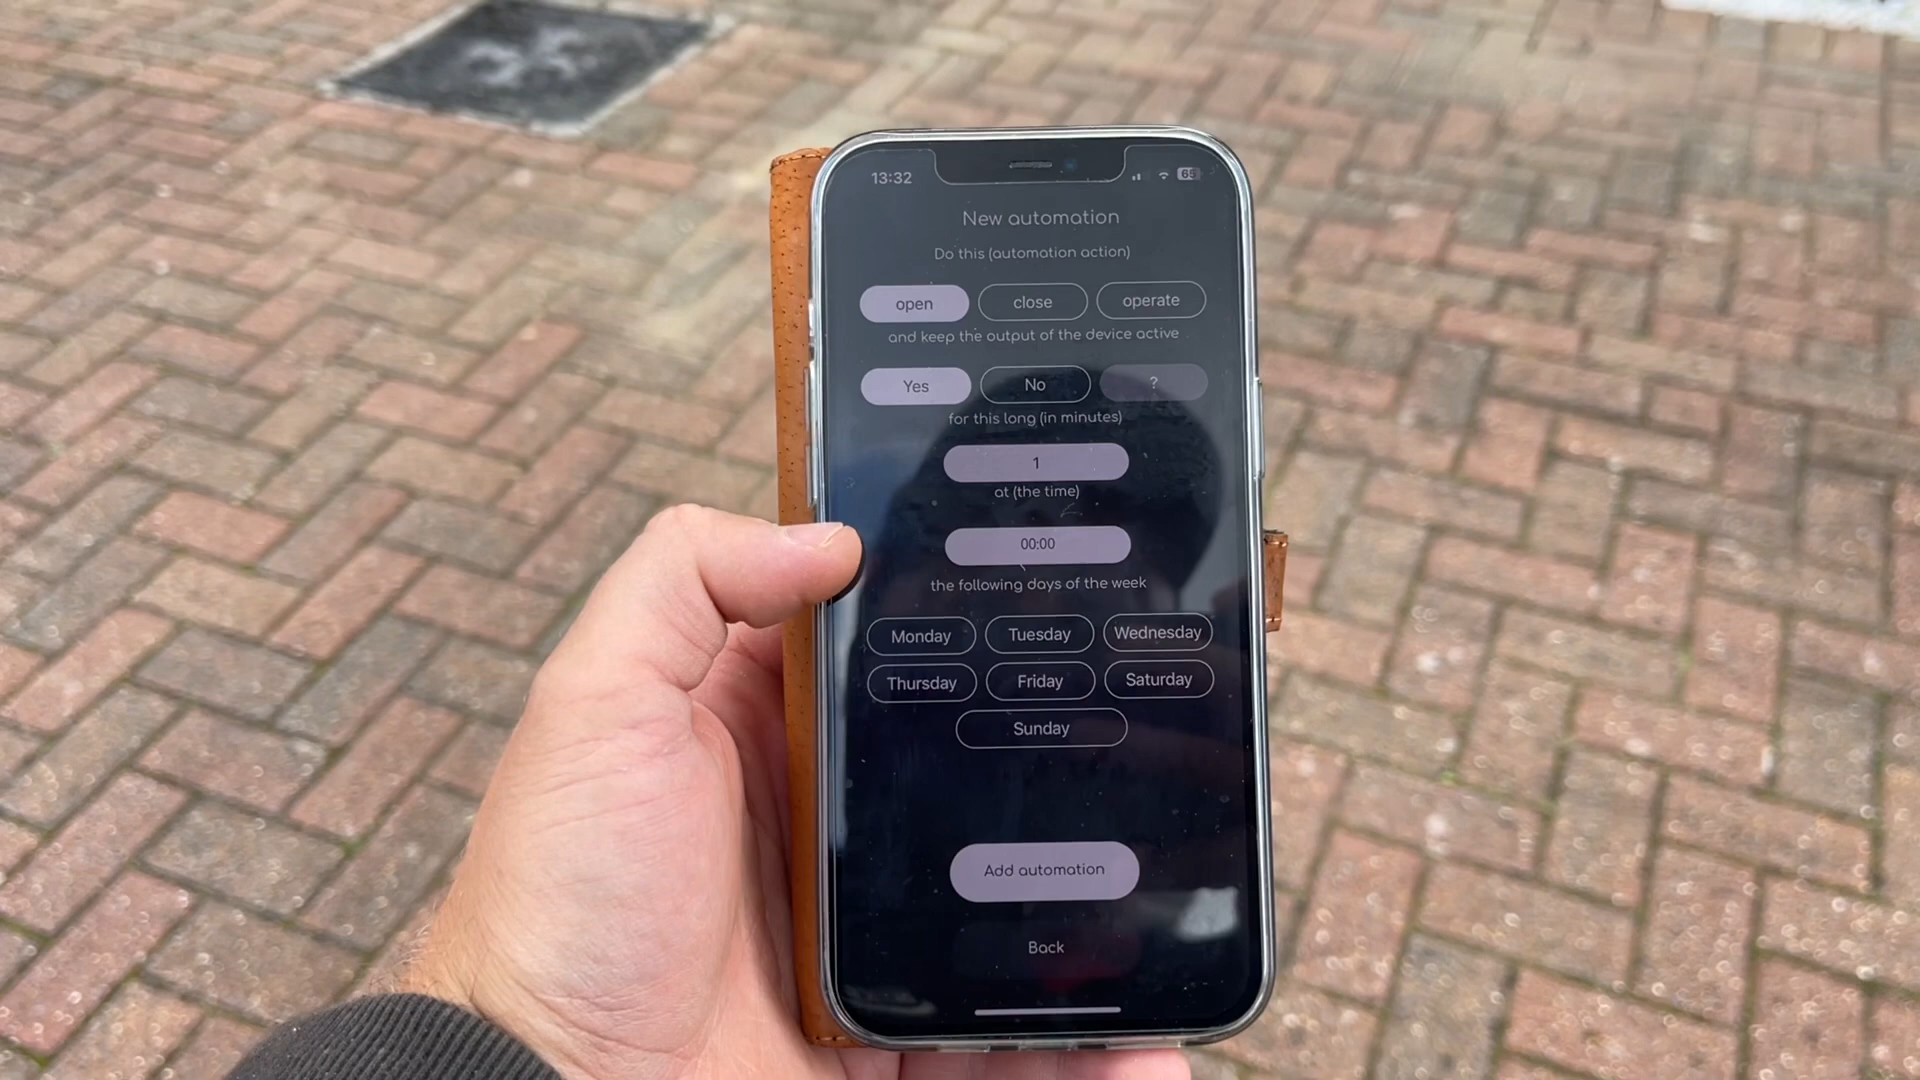 13:32 65
New automation
Do this (automation action)
open close operate
and keep the output of the device active
Yes No ?
for this long (in minutes)
1
at (the time)
00:00
the following days of the week
Monday Tuesday Wednesday
Thursday Friday Saturday
Sunday
Add automation
Back